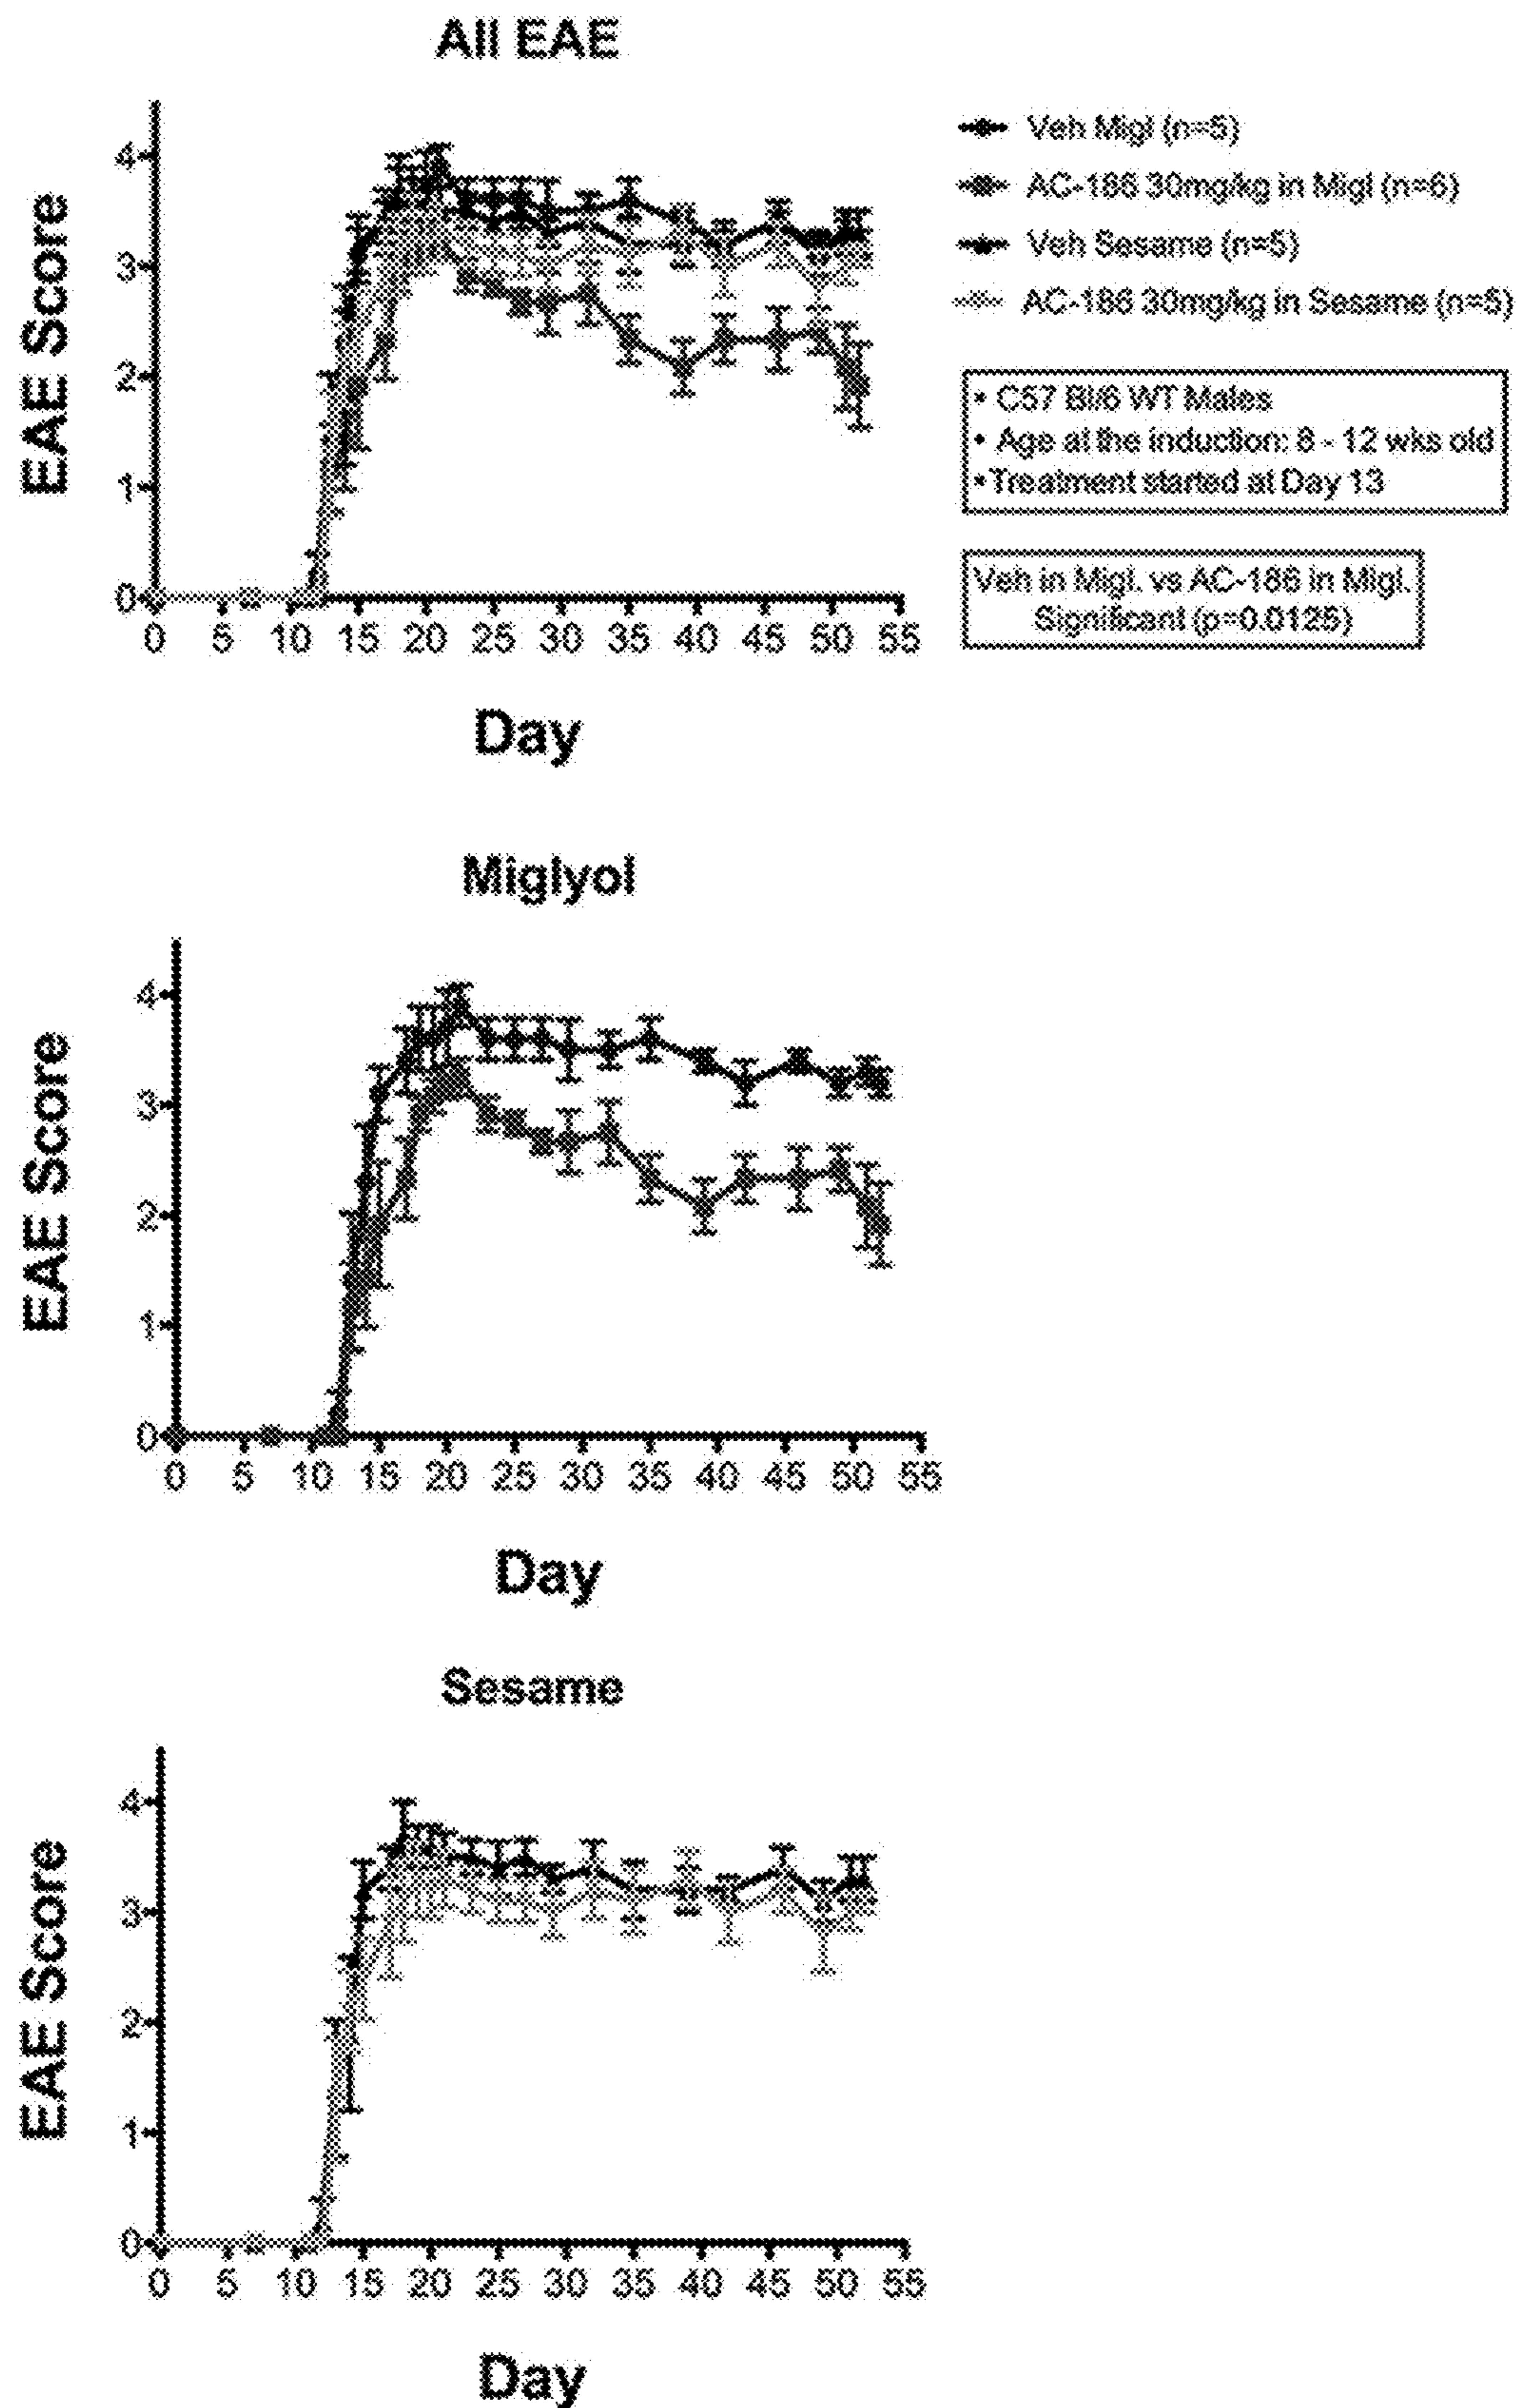 All EAE
EAE Score
4
3
2
1
0
0 5 10 15 20 25 30 35 40 45 50 55
Day
Veh Migl (n=5)
AC-186 30mg/kg in Migl (n=6)
Veh Sesame (n=5)
AC-186 30mg/kg in Sesame (n=5)
• C57 Bl/6 WT Males
• Age at the induction: 8 - 12 wks old
• Treatment started at Day 13
Veh in Migl. vs AC-186 in Migl.
Significant (p=0.0125)
Miglyol
EAE Score
4
3
2
1
0
0 5 10 15 20 25 30 35 40 45 50 55
Day
Sesame
EAE Score
4
3
2
1
0
0 5 10 15 20 25 30 35 40 45 50 55
Day